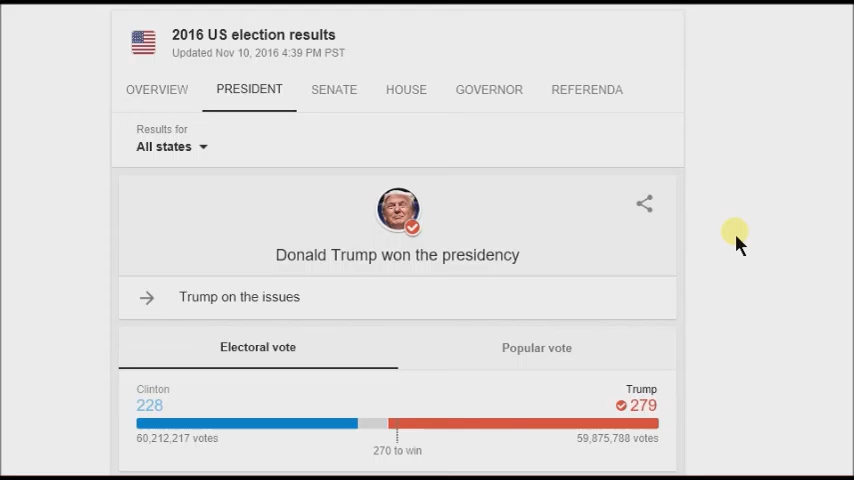 2016 US election results
Updated Nov 10, 2016 4:39 PM PST
OVERVIEW PRESIDENT SENATE HOUSE GOVERNOR REFERENDA
Results for
All states
Donald Trump won the presidency
Trump on the issues
Electoral vote Popular vote
Clinton Trump
228 279
60,212,217 votes 59,875,788 votes
270 to win